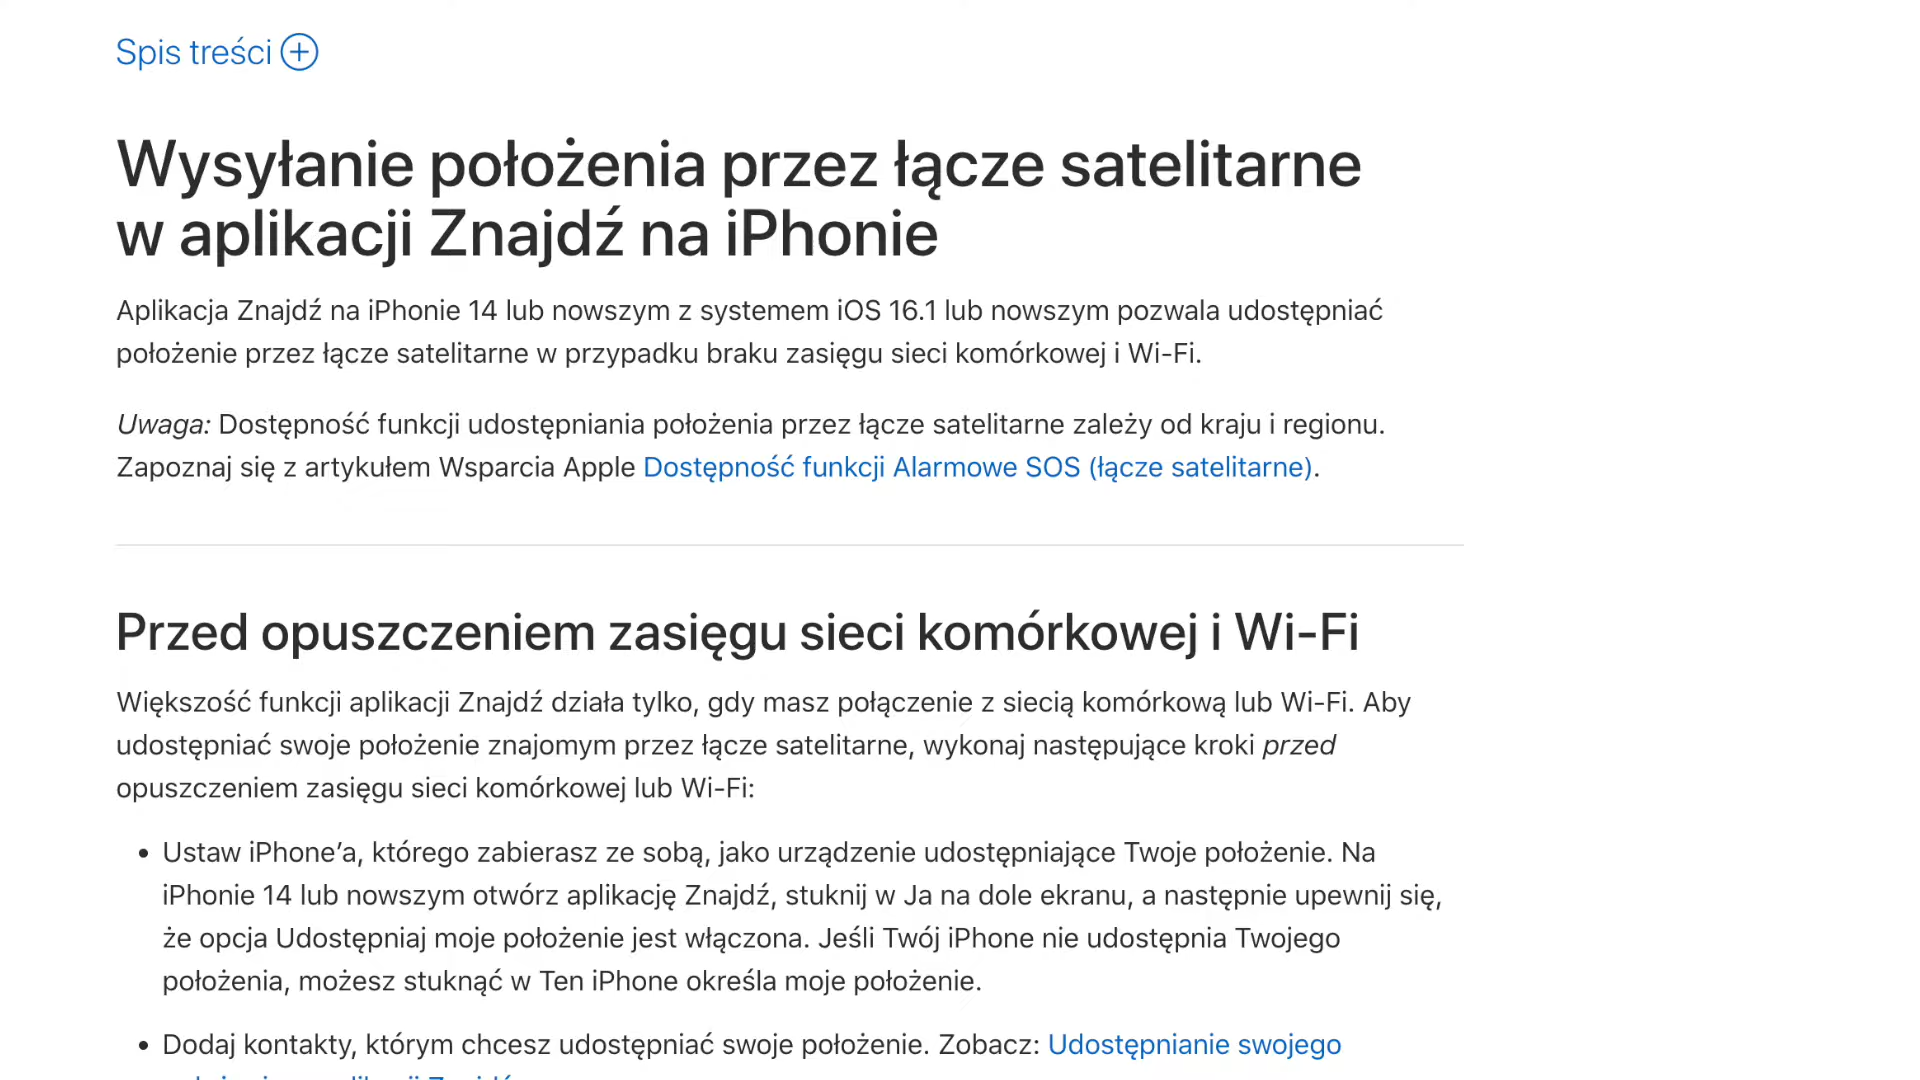 Spis treści
Wysyłanie położenia przez łącze satelitarne
w aplikacji Znajdź na iPhonie
Aplikacja Znajdź na iPhonie 14 lub nowszym z systemem iOS 16.1 lub nowszym pozwala udostępniać
położenie przez łącze satelitarne w przypadku braku zasięgu sieci komórkowej i Wi-Fi.
Uwaga: Dostępność funkcji udostępniania położenia przez łącze satelitarne zależy od kraju i regionu.
Zapoznaj się z artykułem Wsparcia Apple Dostępność funkcji Alarmowe SOS (łącze satelitarne).
Przed opuszczeniem zasięgu sieci komórkowej i Wi-Fi
Większość funkcji aplikacji Znajdź działa tylko, gdy masz połączenie z siecią komórkową lub Wi-Fi. Aby
udostępniać swoje położenie znajomym przez łącze satelitarne, wykonaj następujące kroki przed
opuszczeniem zasięgu sieci komórkowej lub Wi-Fi:
• Ustaw iPhone’a, którego zabierasz ze sobą, jako urządzenie udostępniające Twoje położenie. Na
iPhonie 14 lub nowszym otwórz aplikację Znajdź, stuknij w Ja na dole ekranu, a następnie upewnij się,
że opcja Udostępniaj moje położenie jest włączona. Jeśli Twój iPhone nie udostępnia Twojego
położenia, możesz stuknąć w Ten iPhone określa moje położenie.
• Dodaj kontakty, którym chcesz udostępniać swoje położenie. Zobacz: Udostępnianie swojego